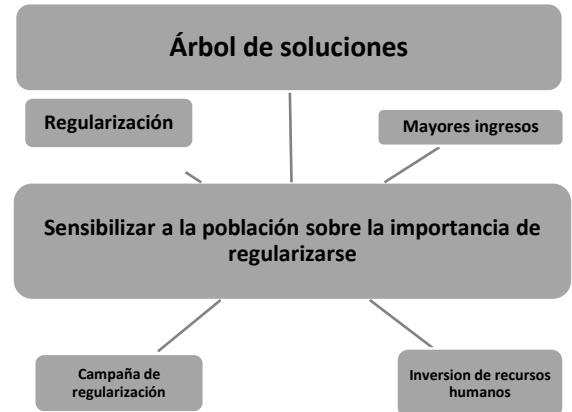 Árbol de soluciones
Regularización
Mayores ingresos
Sensibilizar a la población sobre la importancia de
regularizarse
Campaña de
regularización
Inversion de recursos
humanos